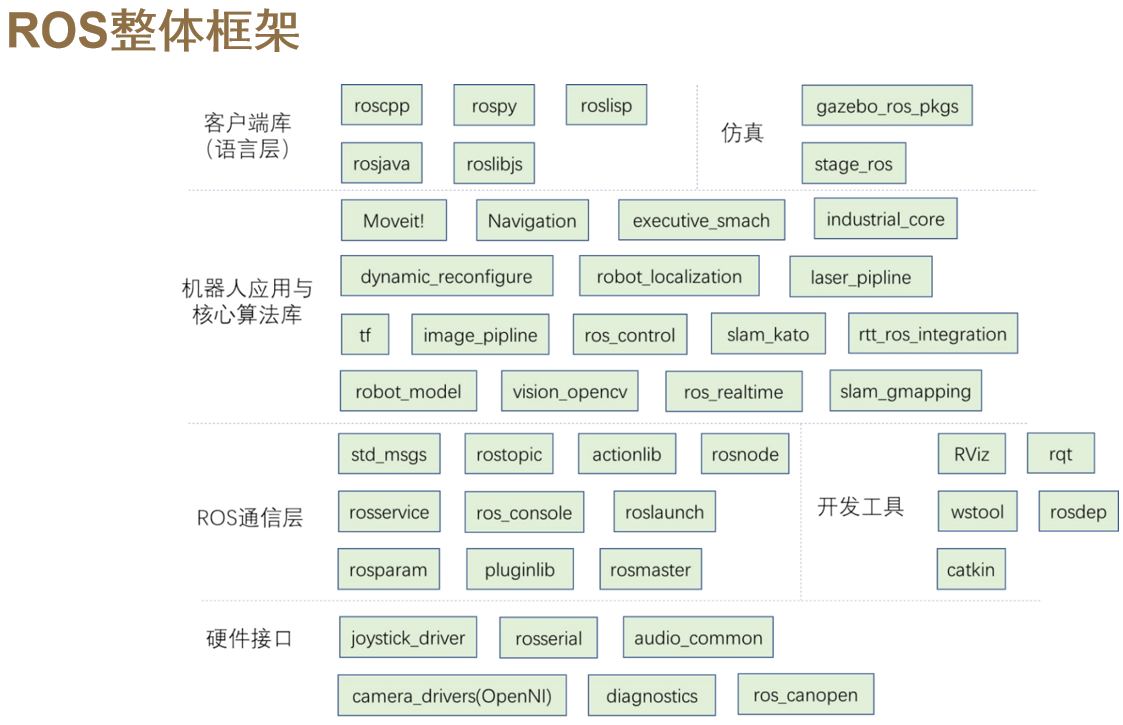 ROS整体框架
客户端库
（语言层）
roscpp
rospy
roslisp
rosjava
roslibjs
仿真
gazebo_ros_pkgs
stage_ros
机器人应用与
核心算法库
Moveit!
Navigation
executive_smach
industrial_core
dynamic_reconfigure
robot_localization
laser_pipline
tf
image_pipline
ros_control
slam_kato
rtt_ros_integration
robot_model
vision_opencv
ros_realtime
slam_gmapping
ROS通信层
std_msgs
rostopic
actionlib
rosnode
rosservice
ros_console
roslaunch
rosparam
pluginlib
rosmaster
开发工具
RViz
rqt
wstool
rosdep
catkin
硬件接口
joystick_driver
rosserial
audio_common
camera_drivers(OpenNI)
diagnostics
ros_canopen